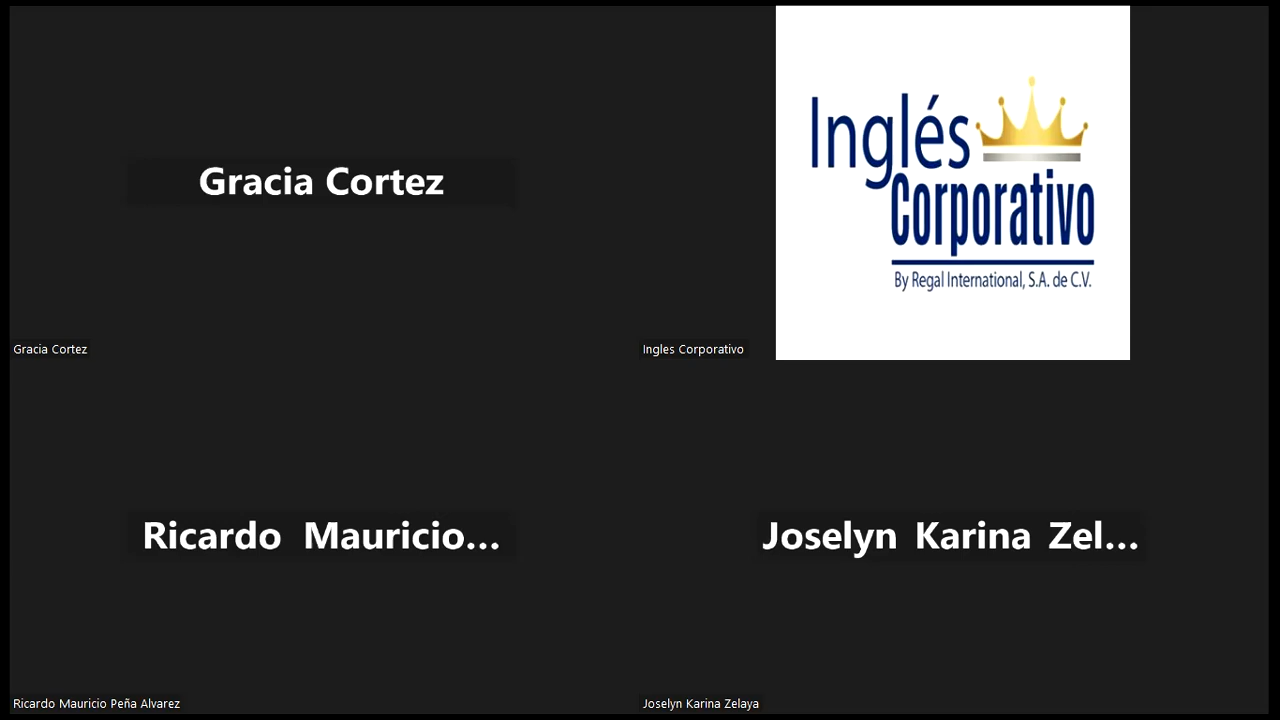 Gracia Cortez
Gracia Cortez
Inglés
Corporativo
By Regal International, S.A. de C.V.
Ingles Corporativo
Ricardo Mauricio...
Ricardo Mauricio Peña Alvarez
Joselyn Karina Zel...
Joselyn Karina Zelaya